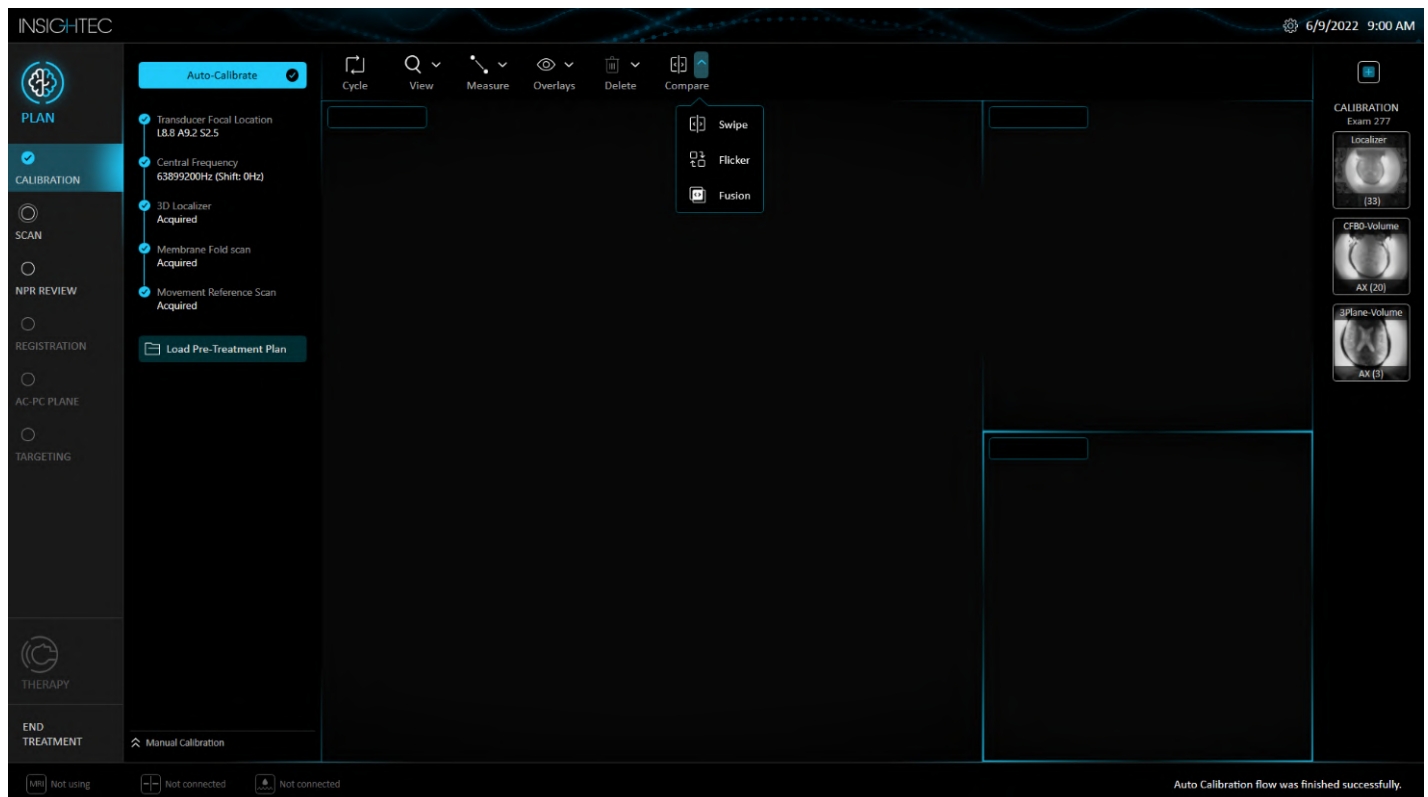 INSIGHTEC
6/9/2022 9:00 AM
PLAN
CALIBRATION
SCAN
NPR REVIEW
REGISTRATION
AC-PC PLANE
TARGETING
THERAPY
END
TREATMENT
Auto-Calibrate
Transducer Focal Location
L8.8 A9.2 S2.5
Central Frequency
63899200Hz (Shift: 0Hz)
3D Localizer
Acquired
Membrane Fold scan
Acquired
Movement Reference Scan
Acquired
Load Pre-Treatment Plan
Manual Calibration
Cycle
View
Measure
Overlays
Delete
Compare
Swipe
Flicker
Fusion
CALIBRATION
Exam 277
Localizer
(33)
CFB0-Volume
AX (20)
3Plane-Volume
AX (3)
MRI Not using
Not connected
Not connected
Auto Calibration flow was finished successfully.